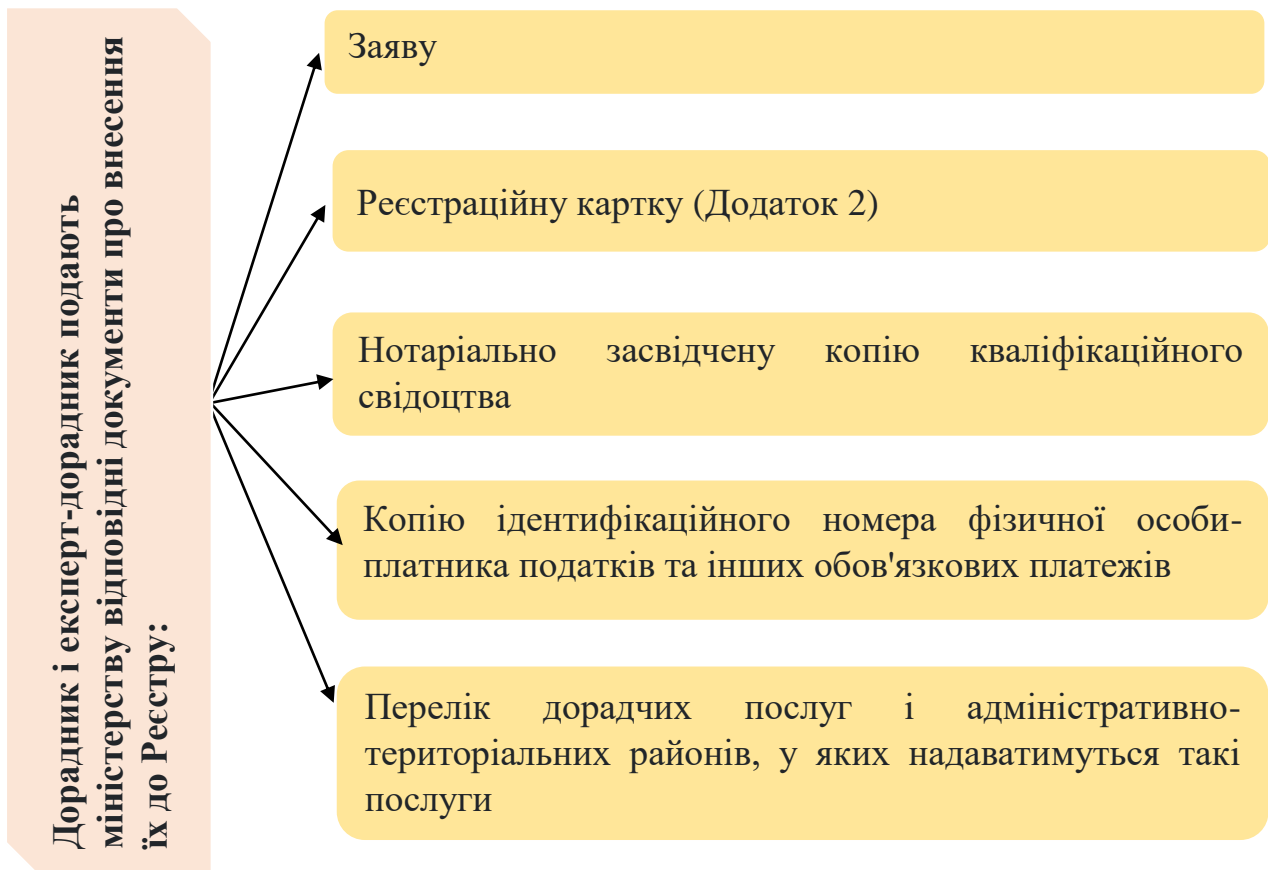 Дорадник і експерт-дорадник подають
міністерству відповідні документи про внесення
їх до Реєстру:
Заяву
Реєстраційну картку (Додаток 2)
Нотаріально засвідчену копію кваліфікаційного
свідоцтва
Копію ідентифікаційного номера фізичної особи-
платника податків та інших обов'язкових платежів
Перелік дорадчих послуг і адміністративно-
територіальних районів, у яких надаватимуться такі
послуги